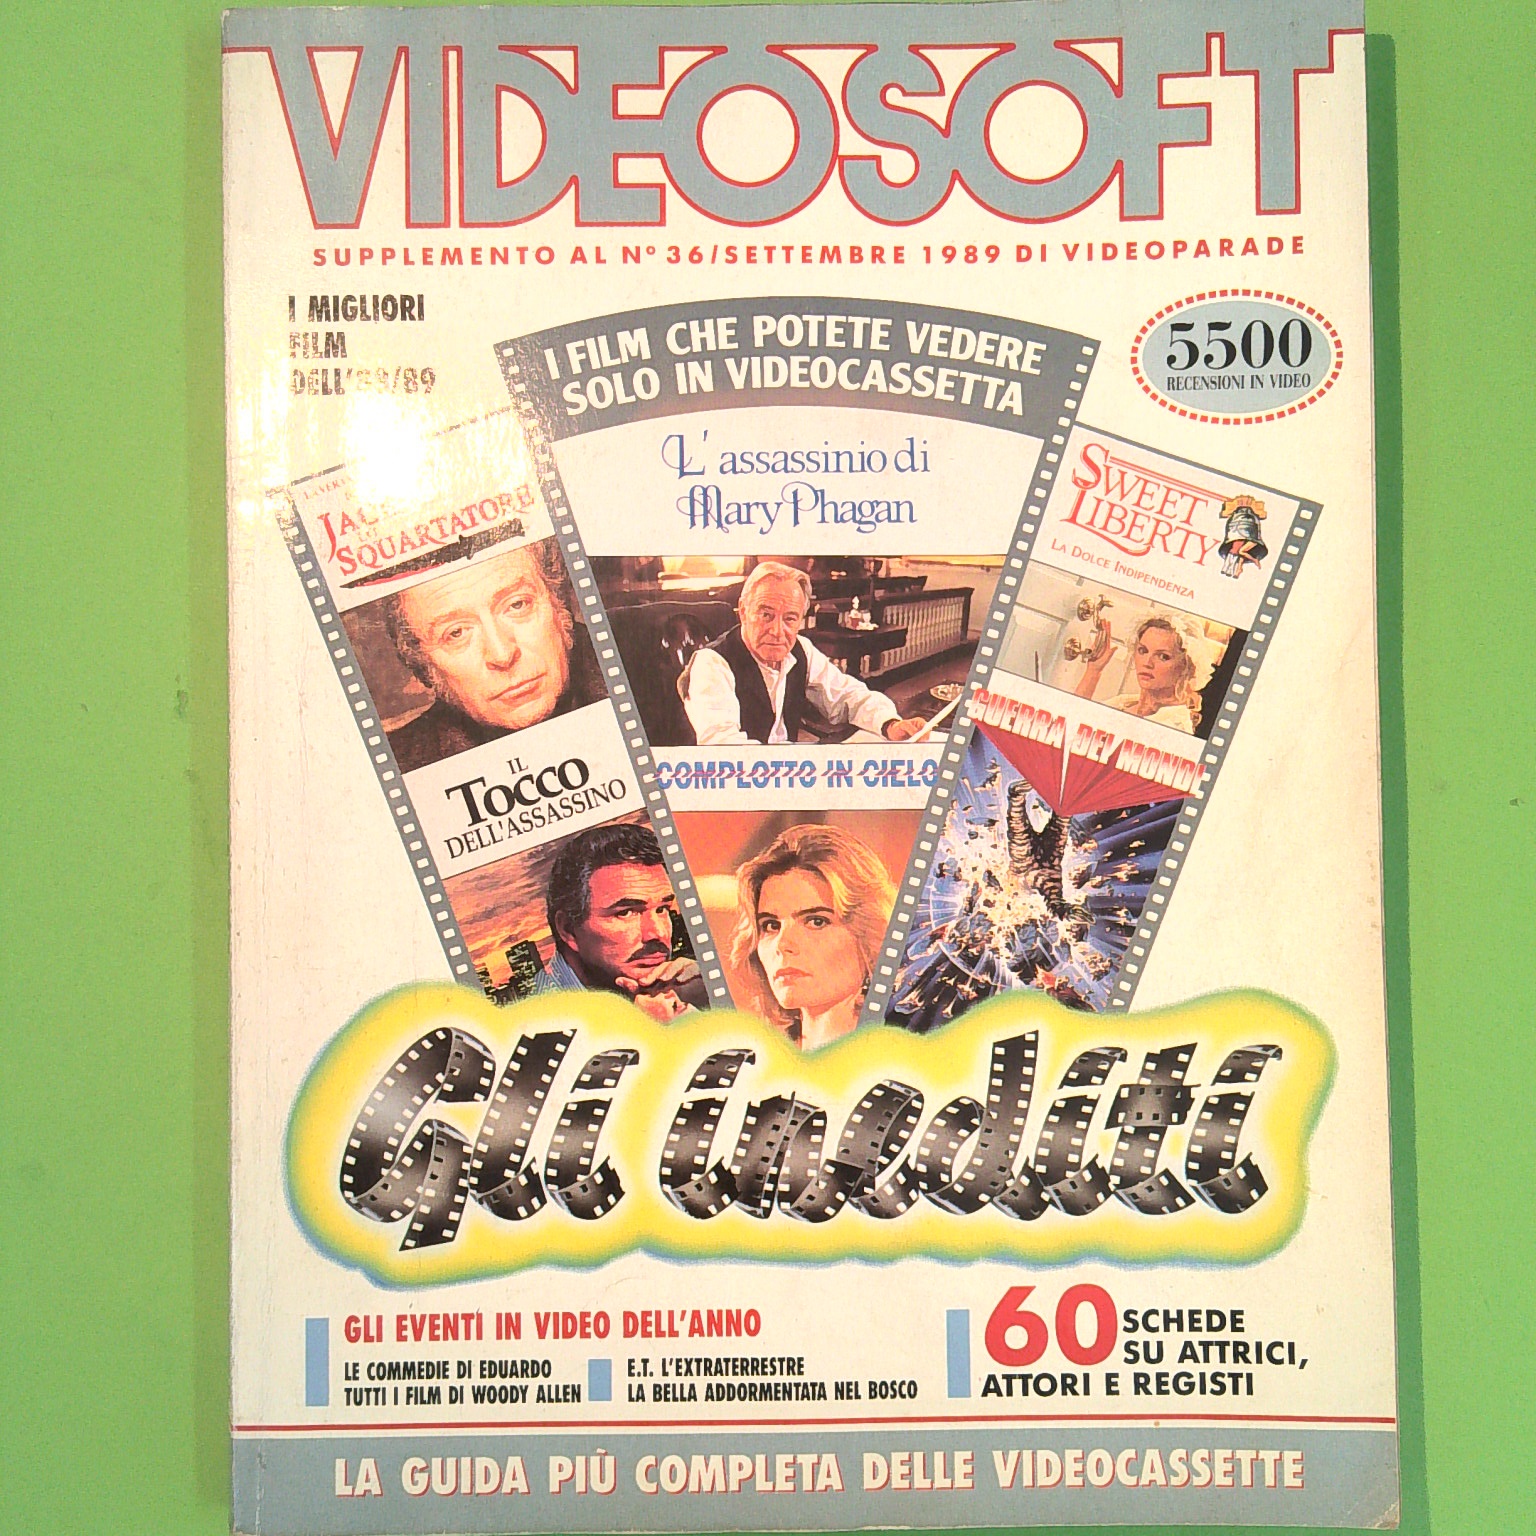 VIDEOSOFT
SUPPLEMENTO AL Nº 36/SETTEMBRE 1989 DI VIDEOPARADE
I MIGLIORI
FILM
DELL'88/89
I FILM CHE POTETE VEDERE
SOLO IN VIDEOCASSETTA
5500
RECENSIONI IN VIDEO
SQUARTATORE
IL
TOCCO
DELL'ASSASSINO
L'assassinio di
Mary Phagan
COMPLOTTO IN CIELO
SWEET
LIBERTY
LA DOLCE INDIPENDENZA
GUERRA DEI MONDI
Gli inediti
GLI EVENTI IN VIDEO DELL'ANNO
LE COMMEDIE DI EDUARDO
TUTTI I FILM DI WOODY ALLEN
E.T. L'EXTRATERRESTRE
LA BELLA ADDORMENTATA NEL BOSCO
60 SCHEDE
SU ATTRICI,
ATTORI E REGISTI
LA GUIDA PIÙ COMPLETA DELLE VIDEOCASSETTE